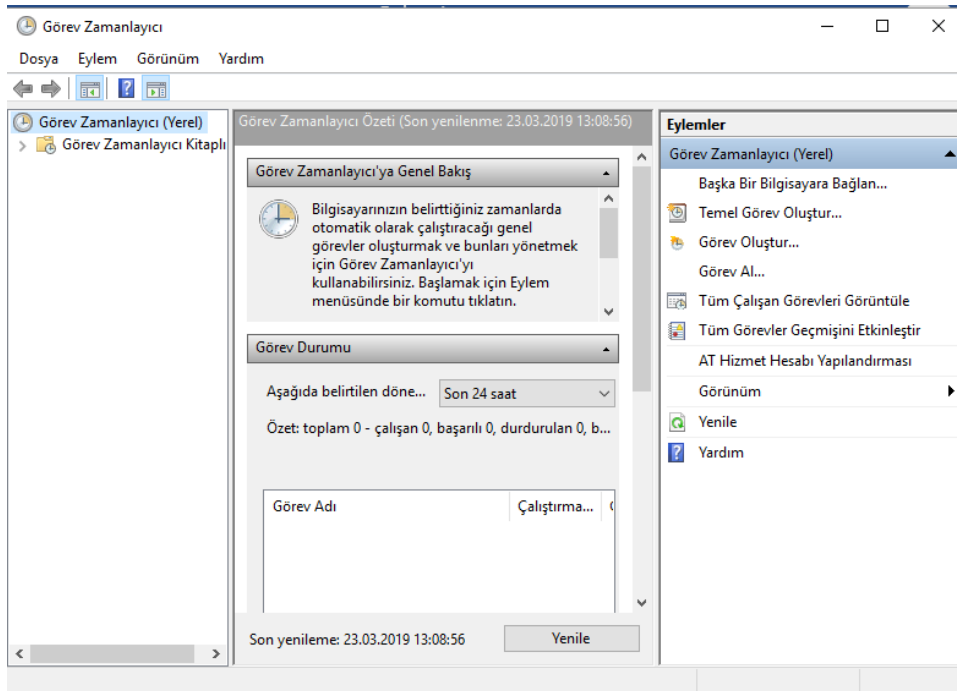 Görev Zamanlayıcı
Dosya Eylem Görünüm Yardım
Görev Zamanlayıcı (Yerel)
Görev Zamanlayıcı Kitaplı
Görev Zamanlayıcı Özeti (Son yenilenme: 23.03.2019 13:08:56)
Görev Zamanlayıcı'ya Genel Bakış
Bilgisayarınızın belirttiğiniz zamanlarda
otomatik olarak çalıştıracağı genel
görevler oluşturmak ve bunları yönetmek
için Görev Zamanlayıcı'yı
kullanabilirsiniz. Başlamak için Eylem
menüsünde bir komutu tıklatın.
Görev Durumu
Aşağıda belirtilen döne... Son 24 saat
Özet: toplam 0 - çalışan 0, başarılı 0, durdurulan 0, b...
Görev Adı Çalıştırma...
Son yenileme: 23.03.2019 13:08:56 Yenile
Eylemler
Görev Zamanlayıcı (Yerel)
Başka Bir Bilgisayara Bağlan...
Temel Görev Oluştur...
Görev Oluştur...
Görev Al...
Tüm Çalışan Görevleri Görüntüle
Tüm Görevler Geçmişini Etkinleştir
AT Hizmet Hesabı Yapılandırması
Görünüm
Yenile
Yardım